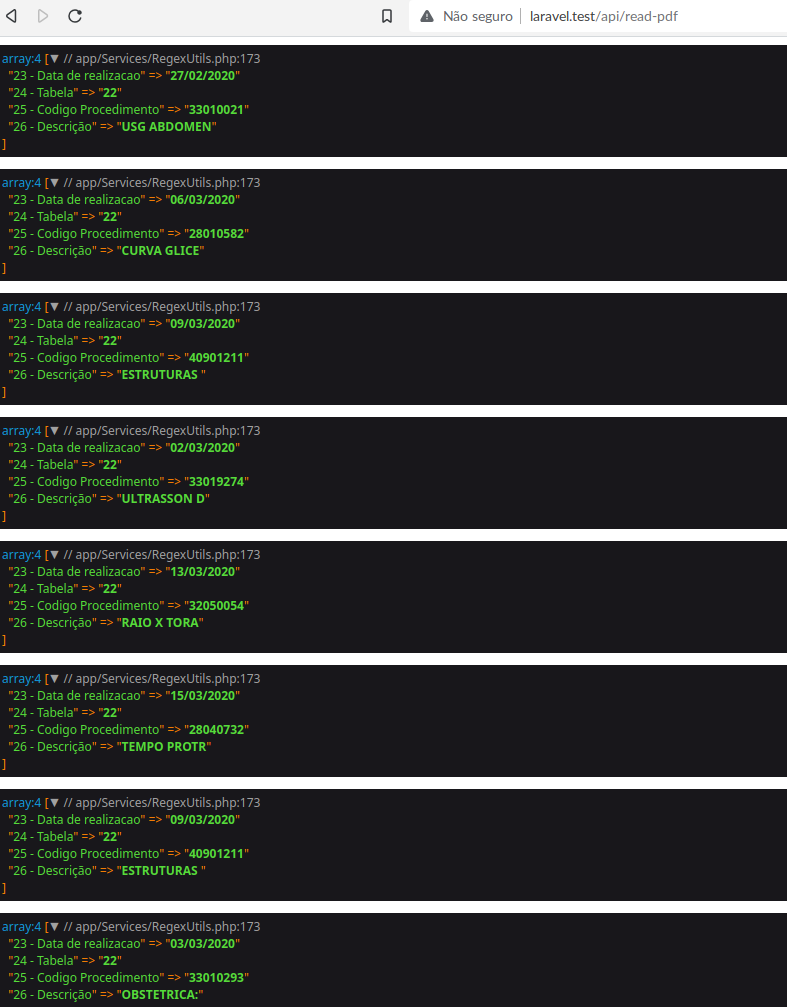 Não seguro laravel.test/api/read-pdf
array:4 [▼ // app/Services/RegexUtils.php:173
"23 - Data de realizacao" => "27/02/2020"
"24 - Tabela" => "22"
"25 - Codigo Procedimento" => "33010021"
"26 - Descrição" => "USG ABDOMEN"
]
array:4 [▼ // app/Services/RegexUtils.php:173
"23 - Data de realizacao" => "06/03/2020"
"24 - Tabela" => "22"
"25 - Codigo Procedimento" => "28010582"
"26 - Descrição" => "CURVA GLICE"
]
array:4 [▼ // app/Services/RegexUtils.php:173
"23 - Data de realizacao" => "09/03/2020"
"24 - Tabela" => "22"
"25 - Codigo Procedimento" => "40901211"
"26 - Descrição" => "ESTRUTURAS "
]
array:4 [▼ // app/Services/RegexUtils.php:173
"23 - Data de realizacao" => "02/03/2020"
"24 - Tabela" => "22"
"25 - Codigo Procedimento" => "33019274"
"26 - Descrição" => "ULTRASSON D"
]
array:4 [▼ // app/Services/RegexUtils.php:173
"23 - Data de realizacao" => "13/03/2020"
"24 - Tabela" => "22"
"25 - Codigo Procedimento" => "32050054"
"26 - Descrição" => "RAIO X TORA"
]
array:4 [▼ // app/Services/RegexUtils.php:173
"23 - Data de realizacao" => "15/03/2020"
"24 - Tabela" => "22"
"25 - Codigo Procedimento" => "28040732"
"26 - Descrição" => "TEMPO PROTR"
]
array:4 [▼ // app/Services/RegexUtils.php:173
"23 - Data de realizacao" => "09/03/2020"
"24 - Tabela" => "22"
"25 - Codigo Procedimento" => "40901211"
"26 - Descrição" => "ESTRUTURAS "
]
array:4 [▼ // app/Services/RegexUtils.php:173
"23 - Data de realizacao" => "03/03/2020"
"24 - Tabela" => "22"
"25 - Codigo Procedimento" => "33010293"
"26 - Descrição" => "OBSTETRICA:"